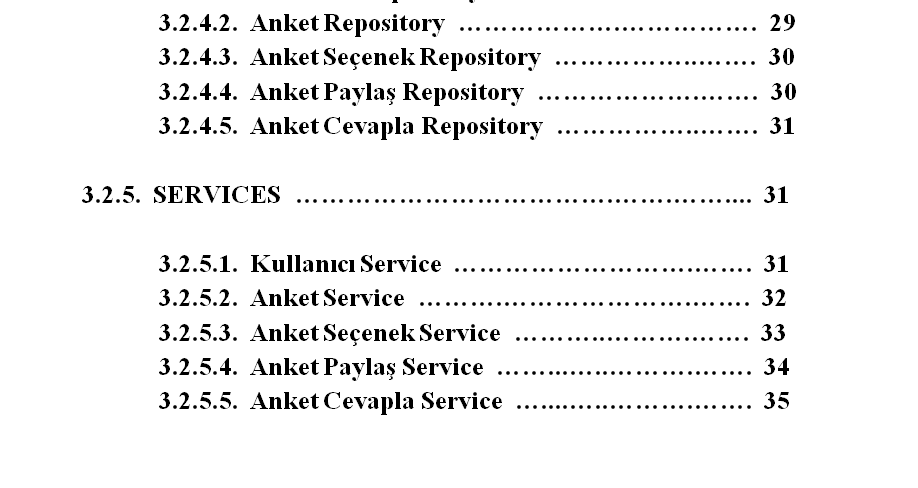 3.2.4.2. Anket Repository ………………….…………. 29
3.2.4.3. Anket Seçenek Repository ……………..……. 30
3.2.4.4. Anket Paylaş Repository ……………….……. 30
3.2.4.5. Anket Cevapla Repository ……………..……. 31
3.2.5. SERVICES ……………………………….….……... 31
3.2.5.1. Kullanıcı Service ……………………….……. 31
3.2.5.2. Anket Service ……….………………….……. 32
3.2.5.3. Anket Seçenek Service ………..……….……. 33
3.2.5.4. Anket Paylaş Service ……...…..……….……. 34
3.2.5.5. Anket Cevapla Service …...…..……….……. 35